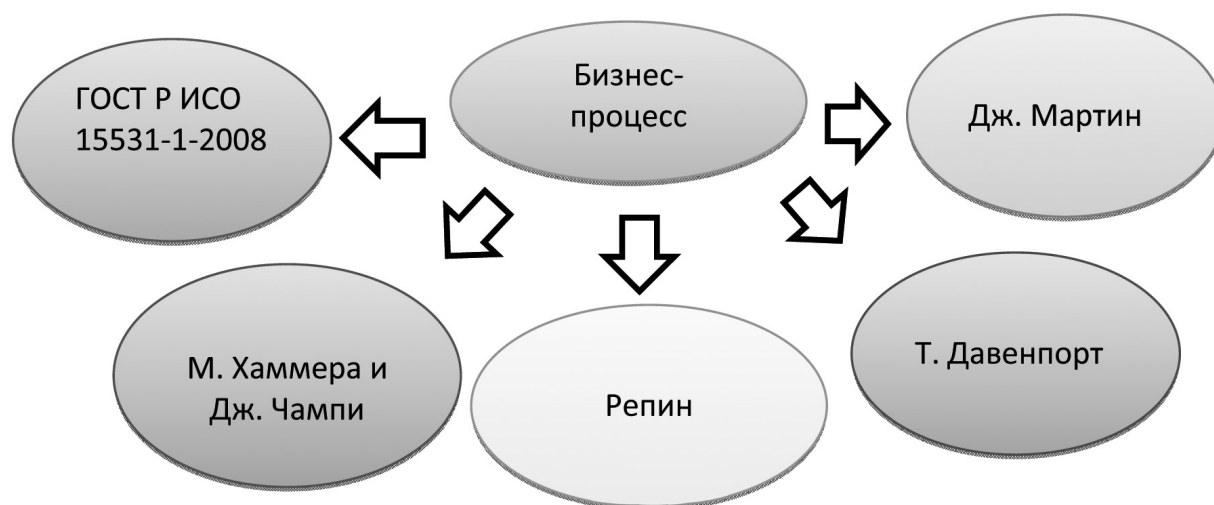 ГОСТ Р ИСО
15531-1-2008
Бизнес-
процесс
Дж. Мартин
М. Хаммера и
Дж. Чампи
Репин
Т. Давенпорт